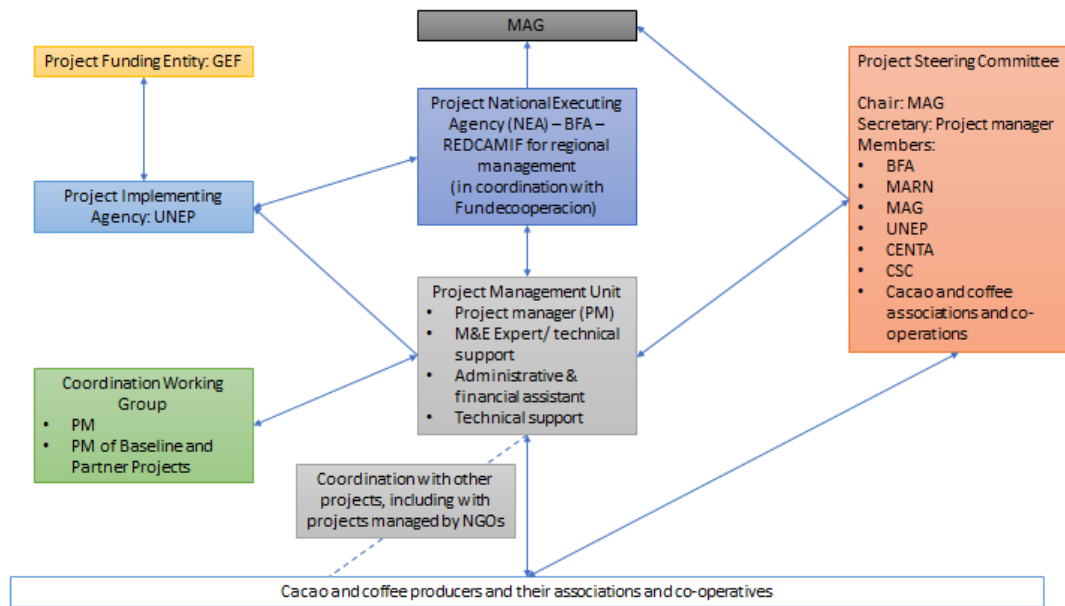 MAG
Project Funding Entity: GEF
Project National Executing
Agency (NEA) – BFA –
REDCAMIF for regional
management
(in coordination with
Fundecooperacion)
Project Steering Committee
Chair: MAG
Secretary: Project manager
Members:
• BFA
• MARN
• MAG
• UNEP
• CENTA
• CSC
• Cacao and coffee
associations and co-
operations
Project Implementing
Agency: UNEP
Project Management Unit
• Project manager (PM)
• M&E Expert/ technical
support
• Administrative &
financial assistant
• Technical support
Coordination Working
Group
• PM
• PM of Baseline and
Partner Projects
Coordination with other
projects, including with
projects managed by NGOs
Cacao and coffee producers and their associations and co-operatives